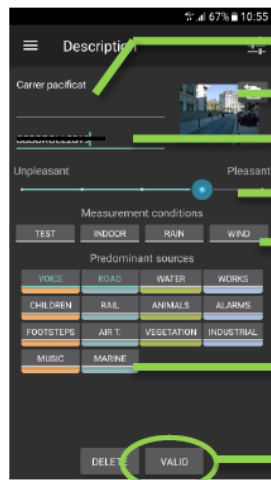 67% 10:55
Description
Carrer pacificat
Unpleasant Pleasant
Measurement conditions
TEST INDOOR RAIN WIND
Predominant sources
VOICE ROAD WATER WORKS
CHILDREN RAIL ANIMALS ALARMS
FOOTSTEPS AIR T. VEGETATION INDUSTRIAL
MUSIC MARINE
DELETE VALID